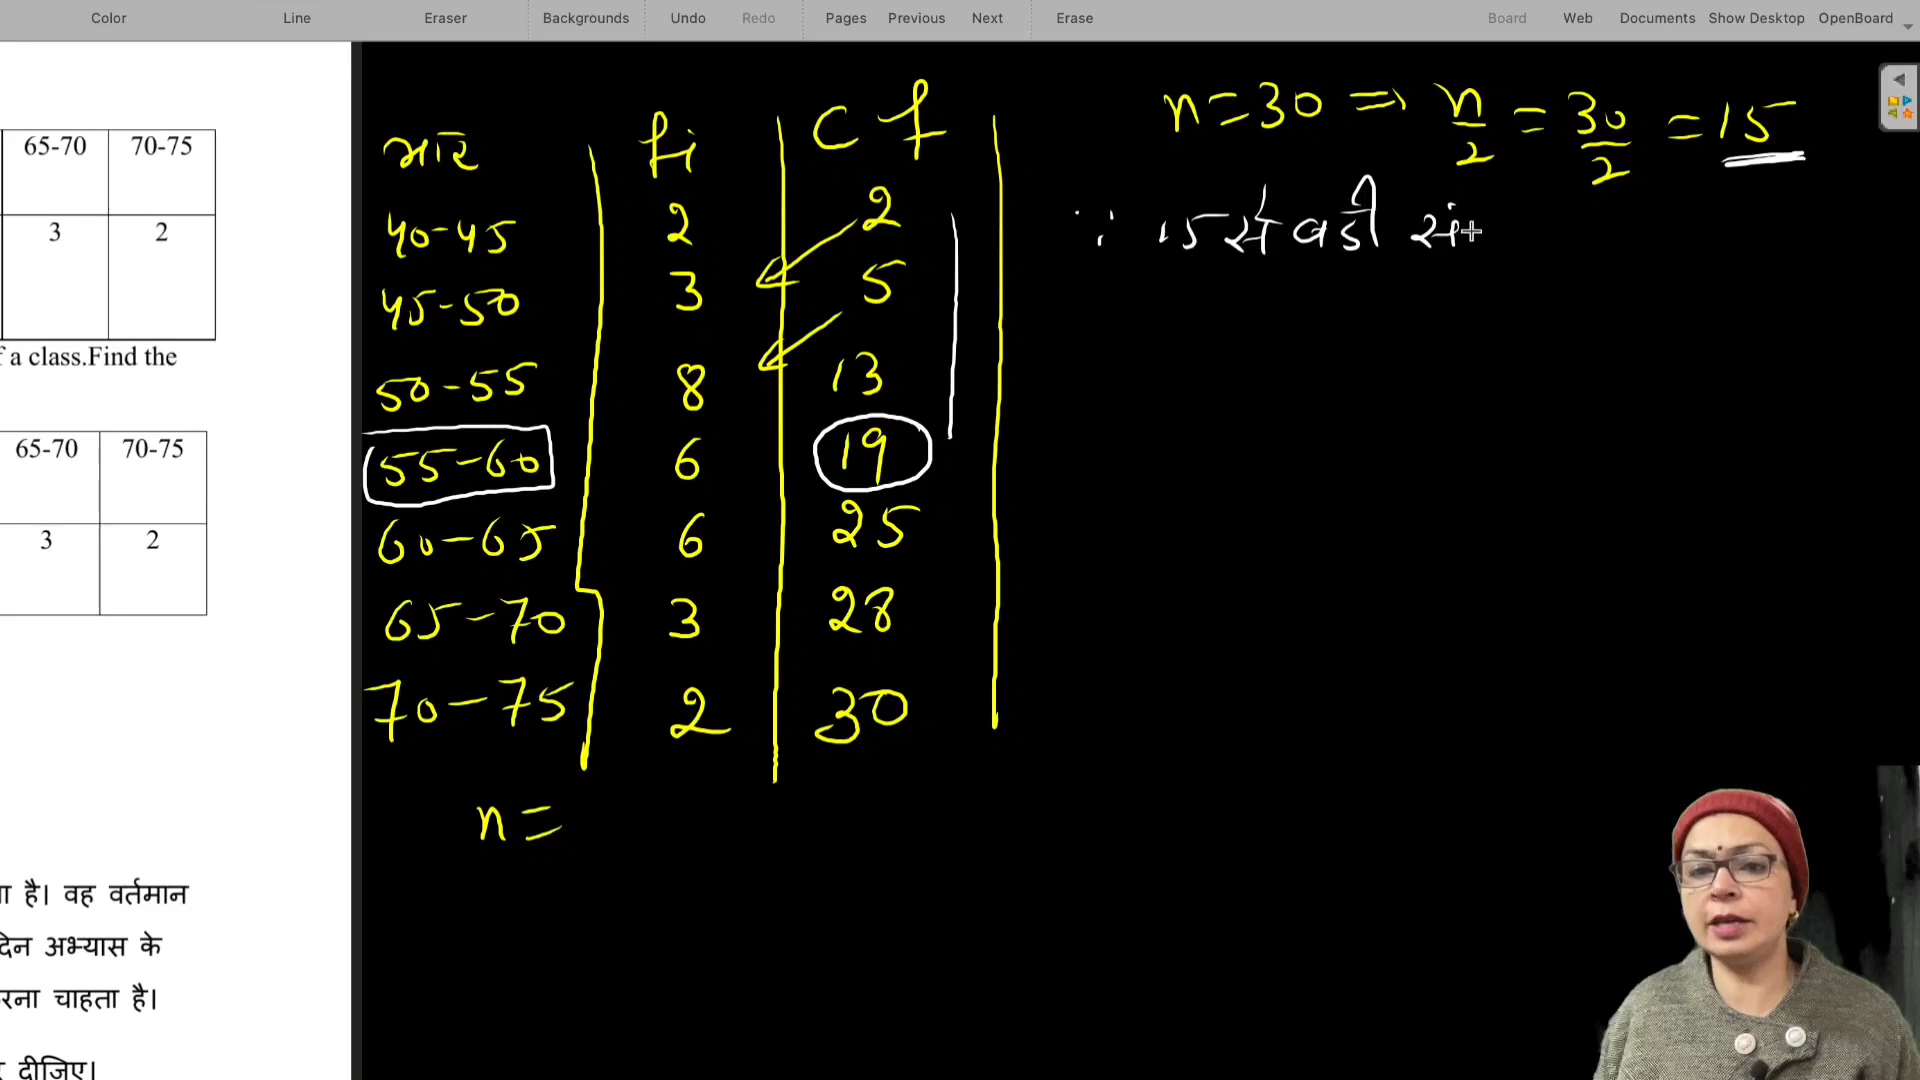 Color Line Eraser Backgrounds Undo Redo Pages Previous Next Erase Board Web Documents Show Desktop OpenBoard
65-70 70-75
3 2
a class.Find the
65-70 70-75
3 2
है। वह वर्तमान
अभ्यास के
चाहता है।
दीजिए।
भार fi cf
40-45 2 2
45-50 3 5
50-55 8 13
55-60 6 19
60-65 6 25
65-70 3 28
70-75 2 30
n =
n = 30 ⇒ n/2 = 30/2 = 15
∵ 15 से बड़ी सं